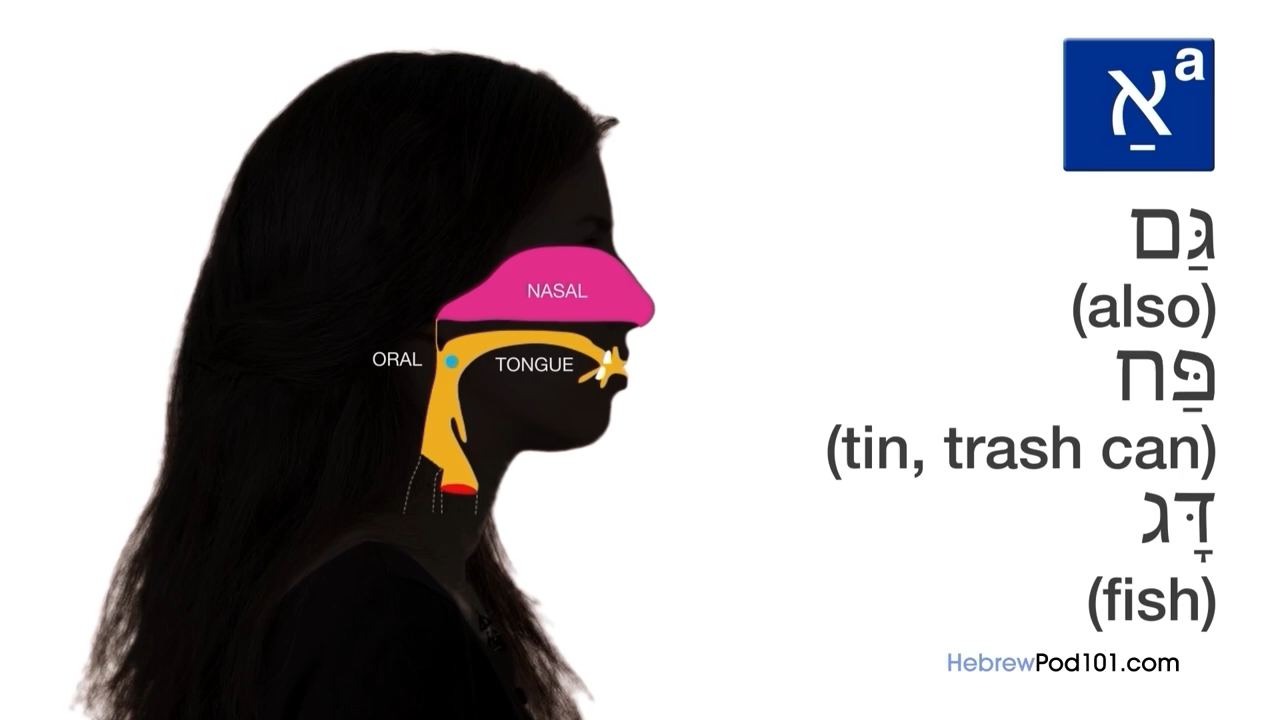 NASAL
ORAL
TONGUE
אַ a
גַּם
(also)
פַּח
(tin, trash can)
דָּג
(fish)
HebrewPod101.com